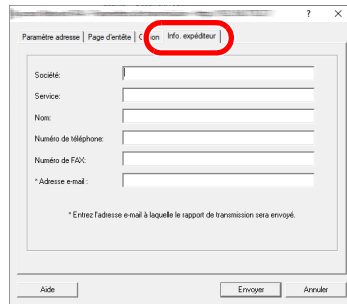 ? ×
Paramètre adresse Page d'entête Info. expéditeur
Société:
Service:
Nom:
Numéro de téléphone:
Numéro de FAX:
* Adresse e-mail :
* Entrez l'adresse e-mail à laquelle le rapport de transmission sera envoyé.
Aide Envoyer Annuler